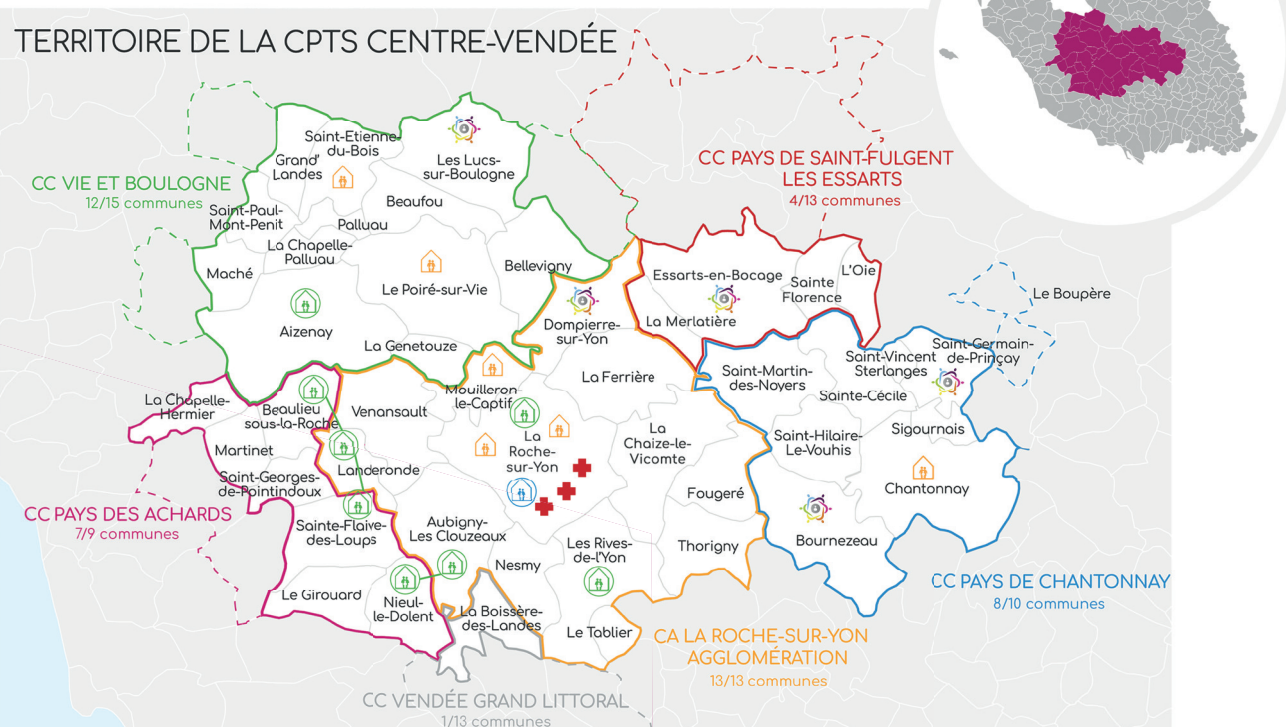 TERRITOIRE DE LA CPTS CENTRE-VENDÉE
CC VIE ET BOULOGNE
12/15 communes
Saint-Etienne-
du-Bois
Grand'
Landes
Les Lucs-
sur-Boulogne
Beaufou
Saint-Paul-
Mont-Penit
Palluau
La Chapelle-
Palluau
Maché
Bellevigny
Le Poiré-sur-Vie
Aizenay
La Genetouze
CC PAYS DE SAINT-FULGENT
LES ESSARTS
4/13 communes
Essarts-en-Bocage
Sainte
Florence
L'Oie
La Merlatière
Le Boupère
Dompierre-
sur-Yon
La Ferrière
Saint-Germain-
de-Prinçay
Saint-Vincent
Sterlanges
Saint-Martin-
des-Noyers
Sainte-Cécile
Sigournais
Saint-Hilaire-
Le-Vouhis
Chantonnay
Bournezeau
CC PAYS DE CHANTONNAY
8/10 communes
La Chapelle-
Hermier
Beaulieu
sous-la-Roche
Venansault
Mouilleron-
le-Captif
La
Roche-
sur-Yon
La
Chaize-le-
Vicomte
Martinet
Landeronde
Saint-Georges-
de-Pointindoux
Fougeré
CC PAYS DES ACHARDS
7/9 communes
Sainte-Flaive-
des-Loups
Aubigny-
Les Clouzeaux
Les Rives-
de-l'Yon
Thorigny
Nesmy
Le Girouard
Nieul-
le-Dolent
La Boissère-
des-Landes
Le Tablier
CA LA ROCHE-SUR-YON
AGGLOMÉRATION
13/13 communes
CC VENDÉE GRAND LITTORAL
1/13 communes